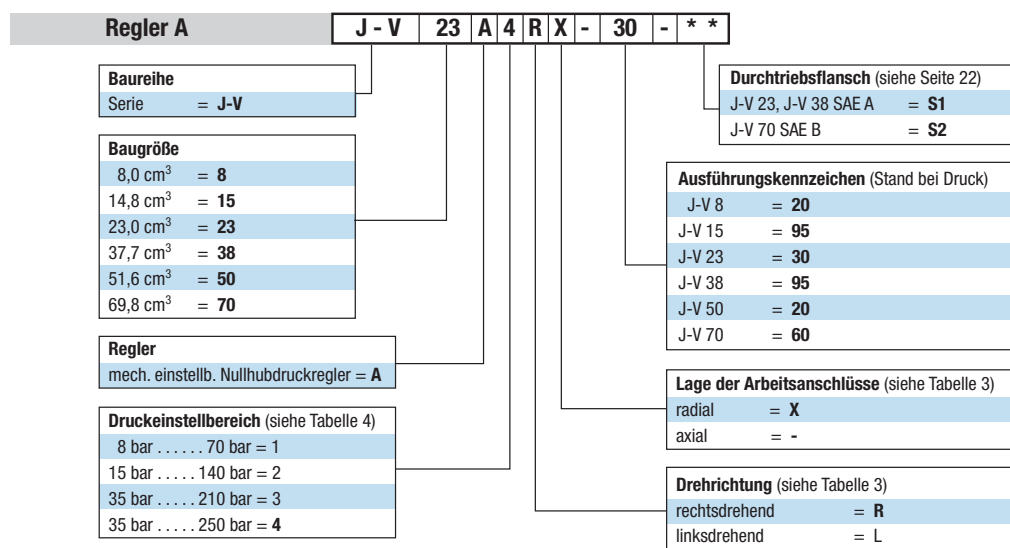 Regler A
J - V 23 A 4 R X - 30 - * *
Baureihe
Serie = J-V
Baugröße
8,0 cm³ = 8
14,8 cm³ = 15
23,0 cm³ = 23
37,7 cm³ = 38
51,6 cm³ = 50
69,8 cm³ = 70
Regler
mech. einstellb. Nullhubdruckregler = A
Druckeinstellbereich (siehe Tabelle 4)
8 bar . . . . . . 70 bar = 1
15 bar . . . . . 140 bar = 2
35 bar . . . . . 210 bar = 3
35 bar . . . . . 250 bar = 4
Durchtriebsflansch (siehe Seite 22)
J-V 23, J-V 38 SAE A = S1
J-V 70 SAE B = S2
Ausführungskennzeichen (Stand bei Druck)
J-V 8 = 20
J-V 15 = 95
J-V 23 = 30
J-V 38 = 95
J-V 50 = 20
J-V 70 = 60
Lage der Arbeitsanschlüsse (siehe Tabelle 3)
radial = X
axial = -
Drehrichtung (siehe Tabelle 3)
rechtsdrehend = R
linksdrehend = L